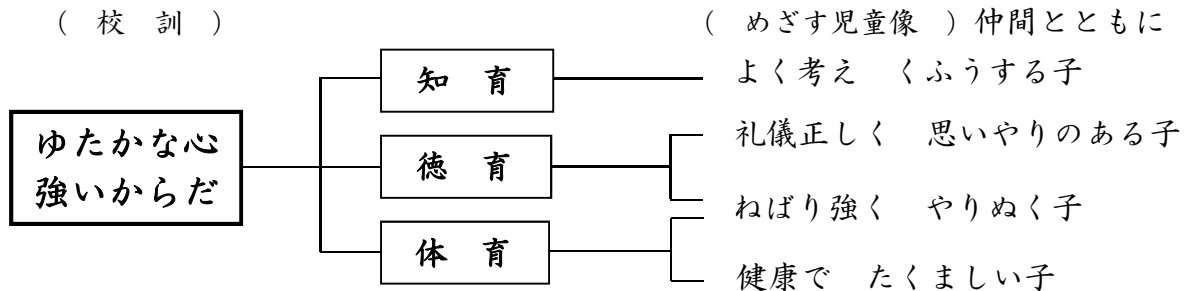 （ 校 訓 ）
（ めざす児童像 ）仲間とともに
知 育
よく考え くふうする子
ゆたかな心
強いからだ
徳 育
礼儀正しく 思いやりのある子
ねばり強く やりぬく子
体 育
健康で たくましい子